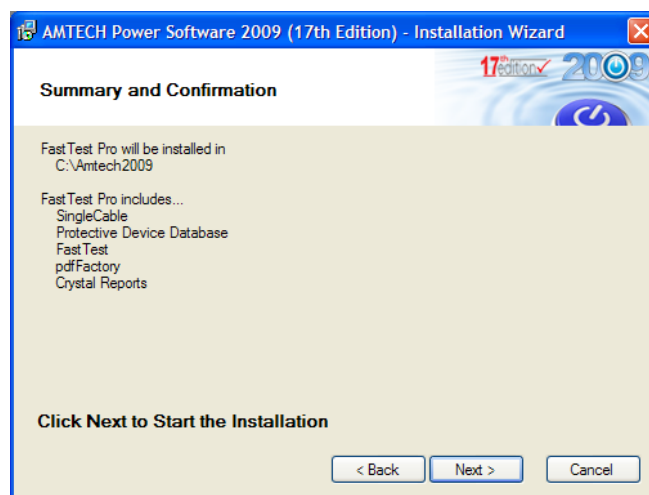 AMTECH Power Software 2009 (17th Edition) - Installation Wizard
17th edition 2009
Summary and Confirmation
FastTest Pro will be installed in
C:\Amtech2009
FastTest Pro includes...
SingleCable
Protective Device Database
FastTest
pdfFactory
Crystal Reports
Click Next to Start the Installation
< Back Next > Cancel